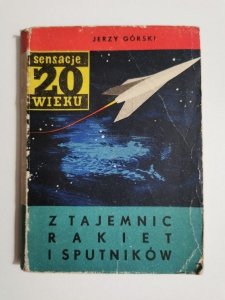 JERZY GÓRSKI
sensacje
20
WIEKU
Z TAJEMNIC
RAKIET
I SPUTNIKÓW